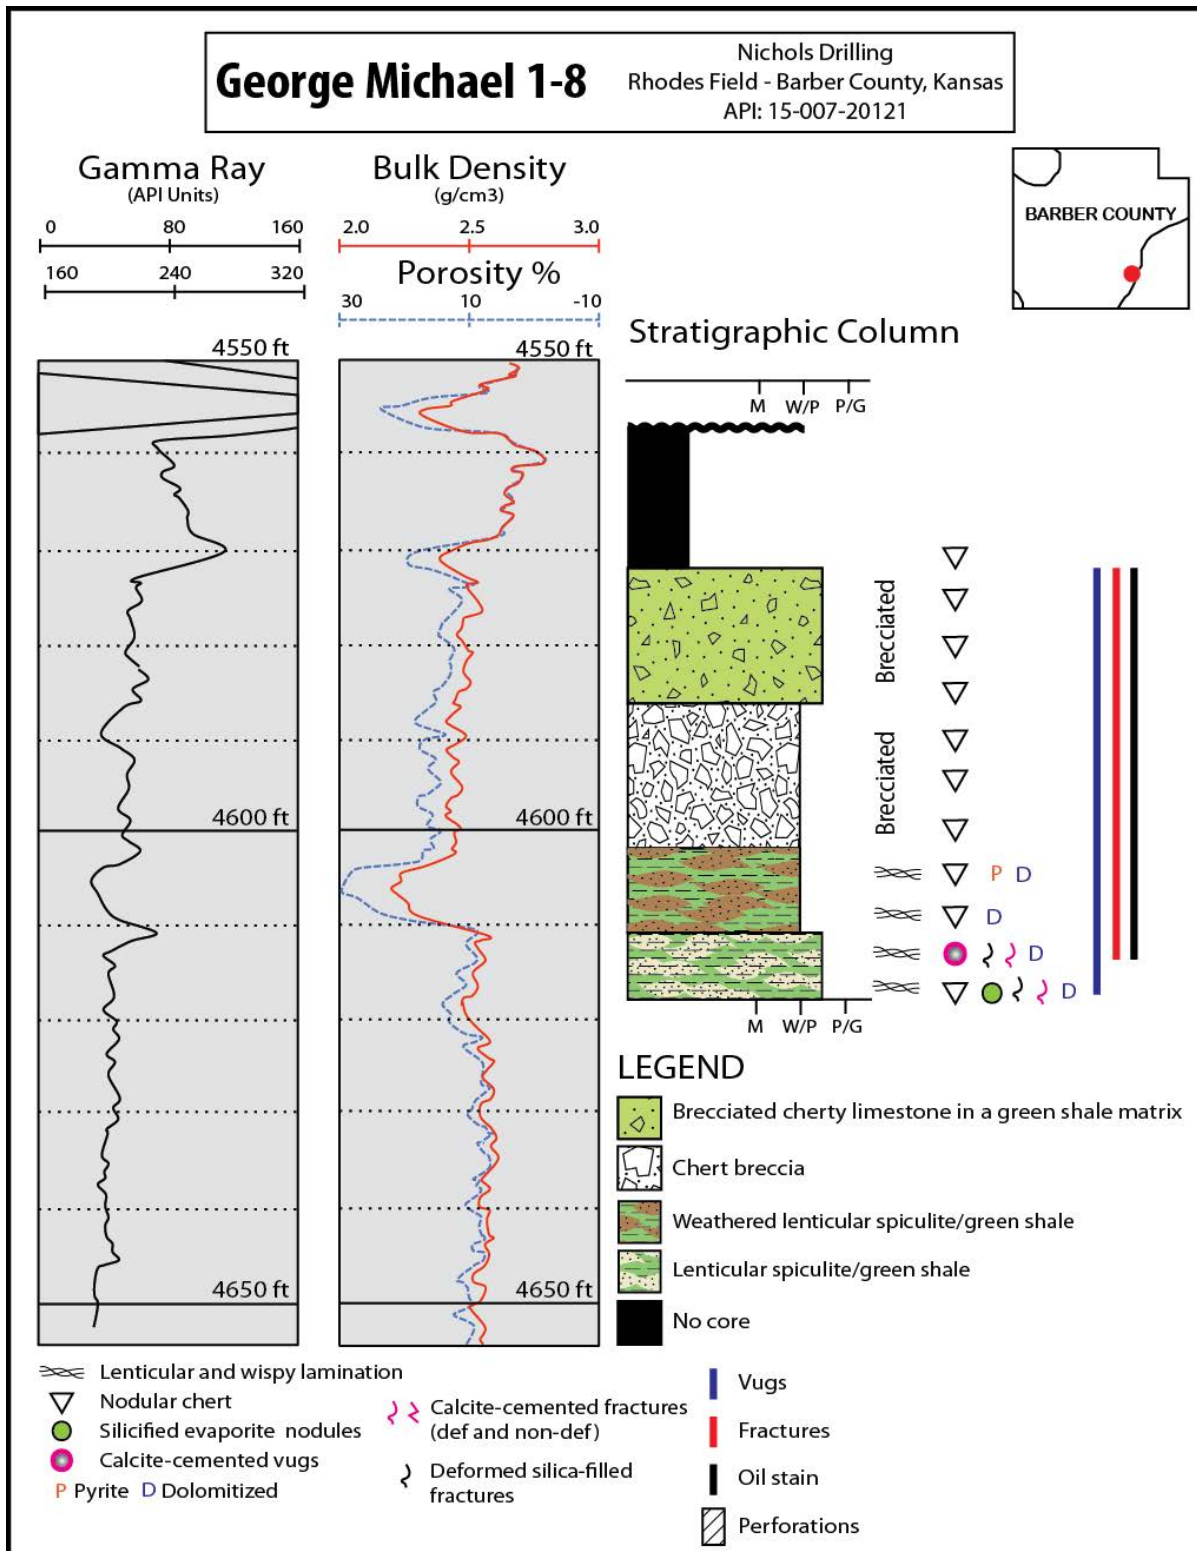 George Michael 1-8
Nichols Drilling
Rhodes Field - Barber County, Kansas
API: 15-007-20121
Gamma Ray
(API Units)
0 80 160
160 240 320
Bulk Density
(g/cm3)
2.0 2.5 3.0
Porosity %
30 10 -10
BARBER COUNTY
Stratigraphic Column
4550 ft
4550 ft
M W/P P/G
Brecciated
Brecciated
4600 ft
4600 ft
P D
D
D
D
M W/P P/G
4650 ft
4650 ft
LEGEND
Brecciated cherty limestone in a green shale matrix
Chert breccia
Weathered lenticular spiculite/green shale
Lenticular spiculite/green shale
No core
Lenticular and wispy lamination
Nodular chert
Silicified evaporite nodules
Calcite-cemented vugs
P Pyrite D Dolomitized
Calcite-cemented fractures
(def and non-def)
Deformed silica-filled
fractures
Vugs
Fractures
Oil stain
Perforations